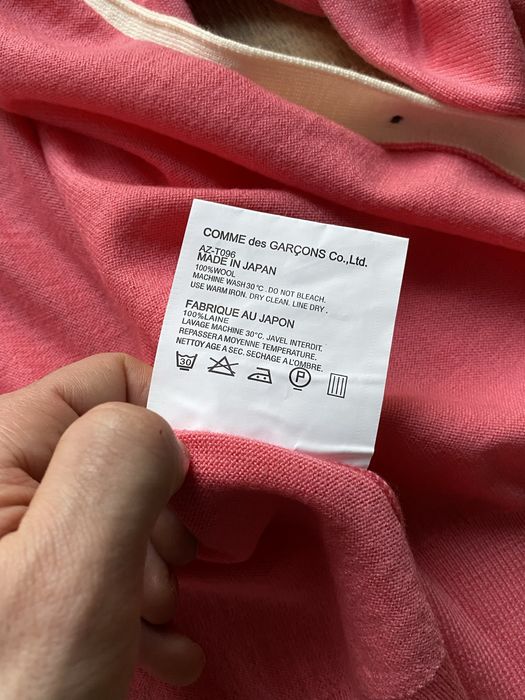 COMME des GARÇONS Co.,Ltd.
AZ-T096
MADE IN JAPAN
100%WOOL
MACHINE WASH 30°C. DO NOT BLEACH.
USE WARM IRON. DRY CLEAN. LINE DRY.
FABRIQUE AU JAPON
100%LAINE
LAVAGE MACHINE 30°C. JAVEL INTERDIT.
REPASSER A MOYENNE TEMPERATURE.
NETTOYAGE A SEC. SECHAGE A L'OMBRE.
30 P